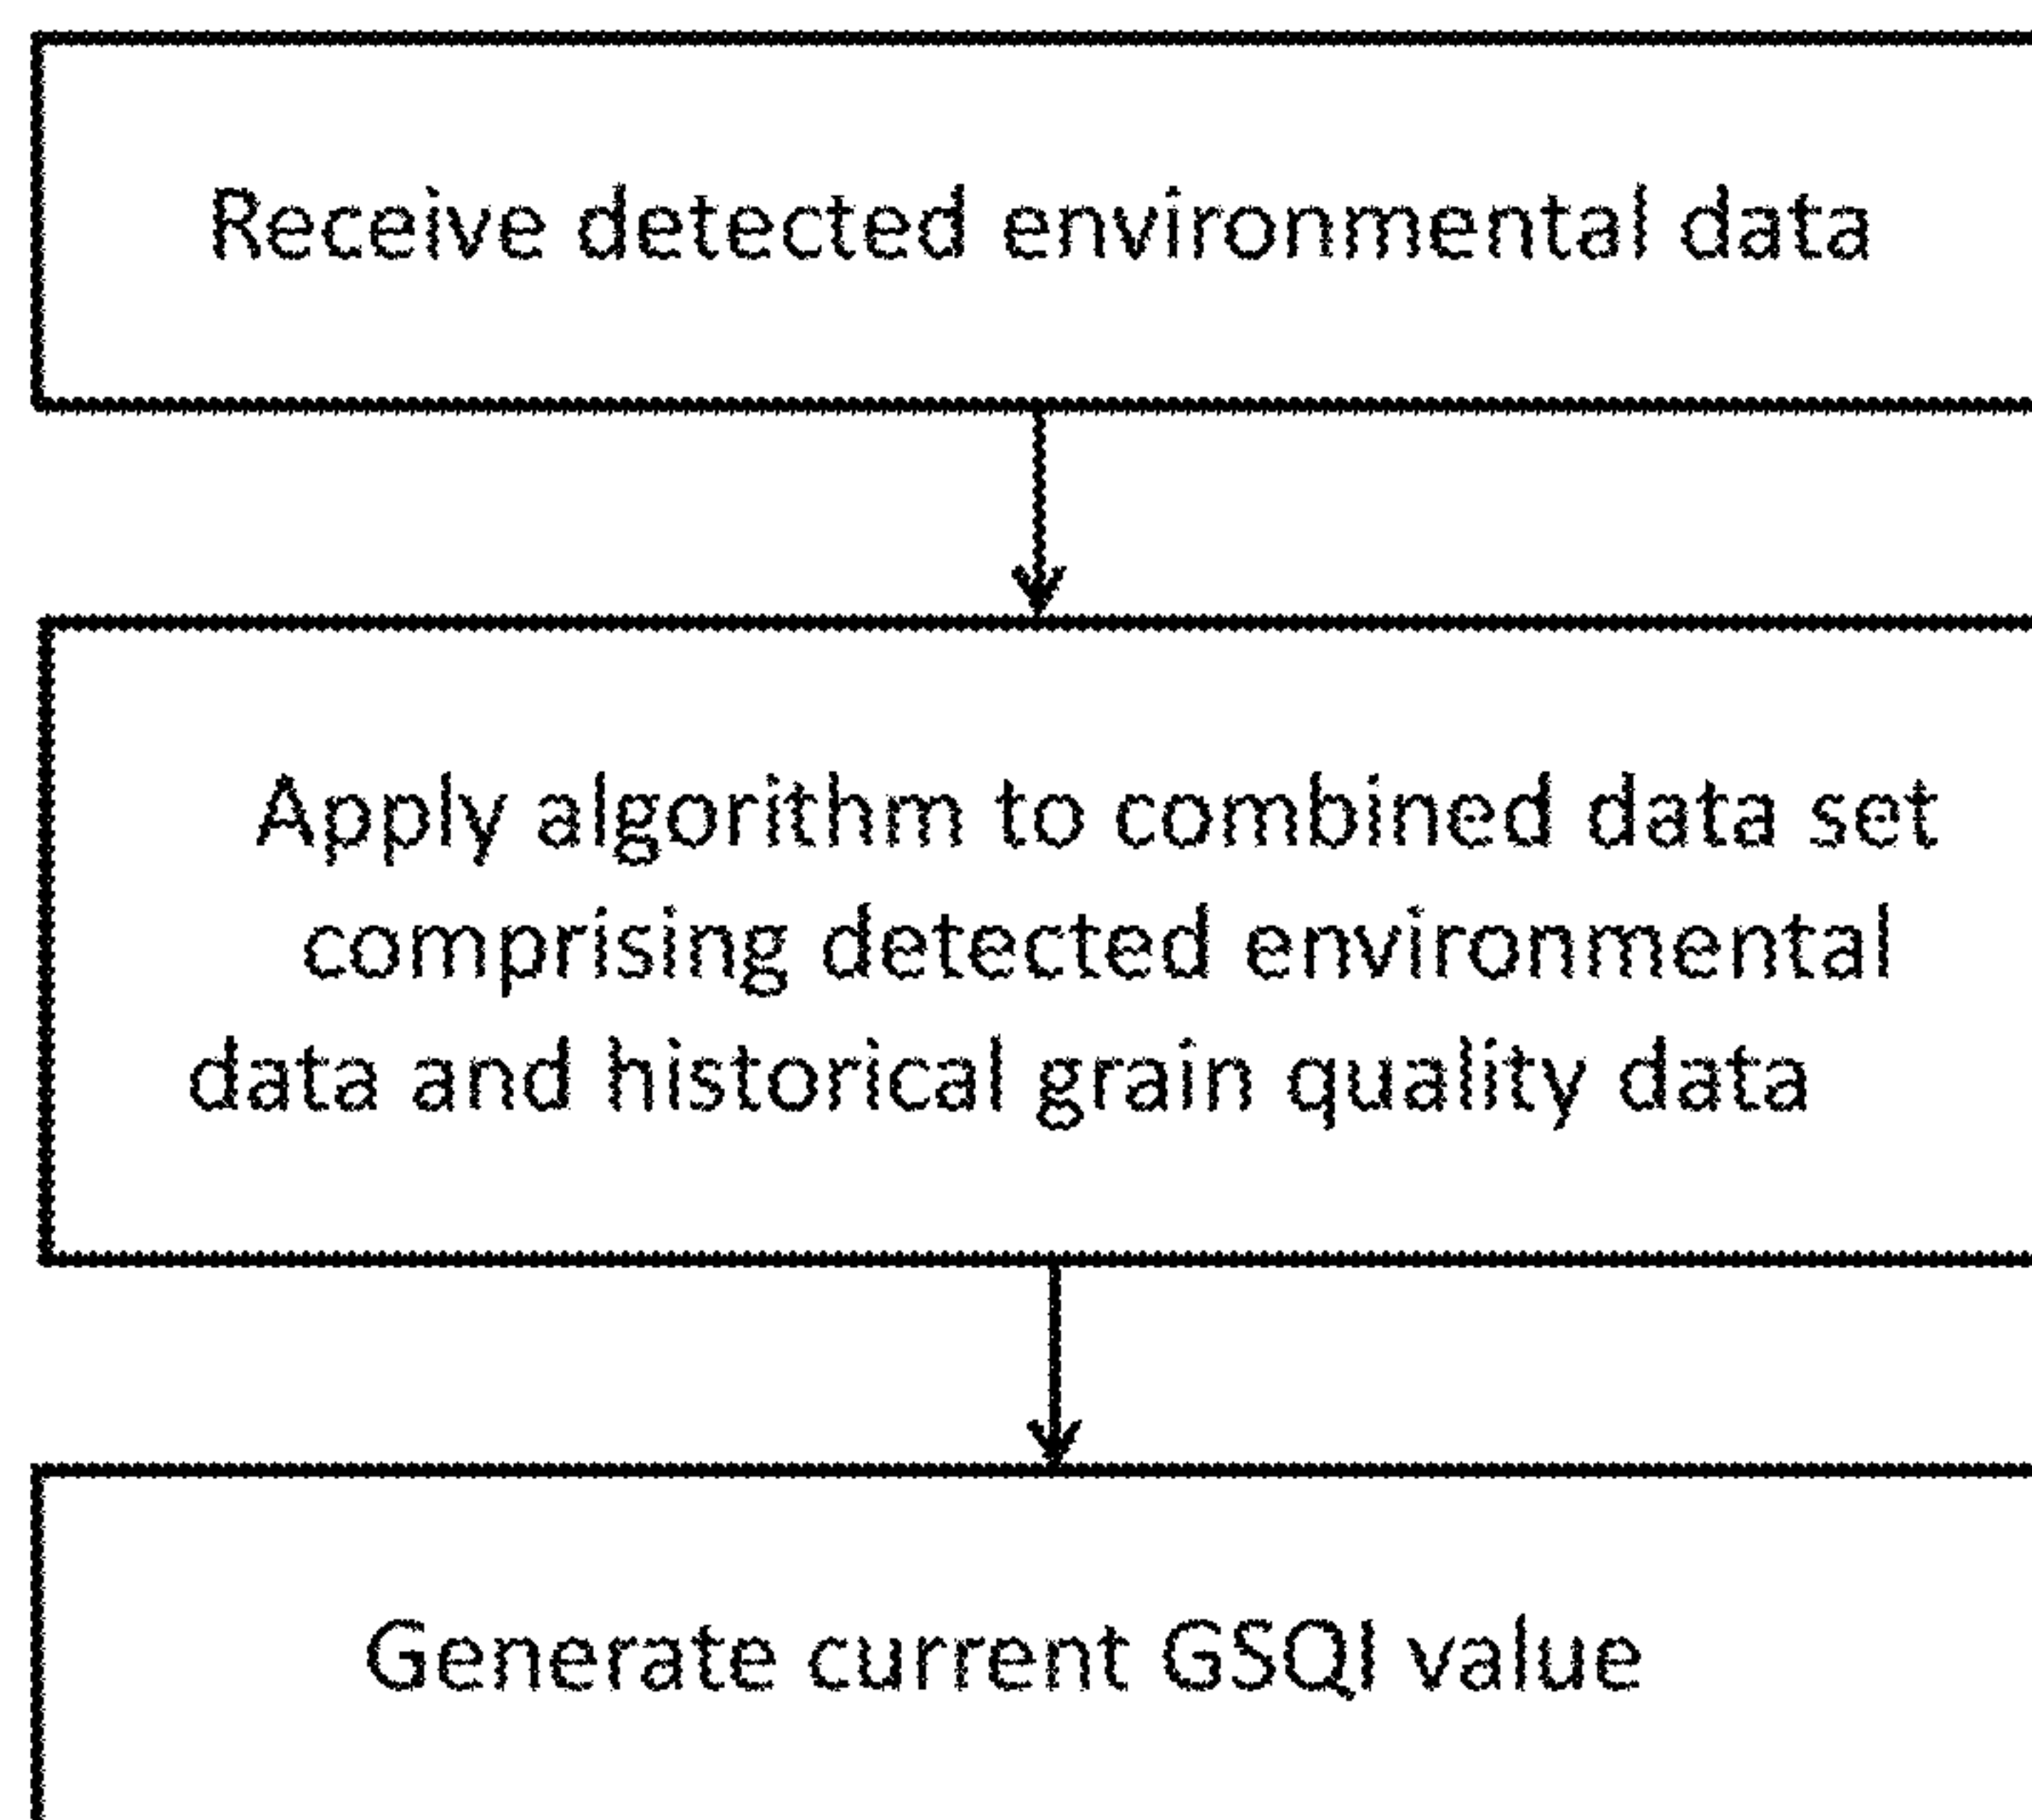 Receive detected environmental data
Apply algorithm to combined data set
comprising detected environmental
data and historical grain quality data
Generate current GSQI value